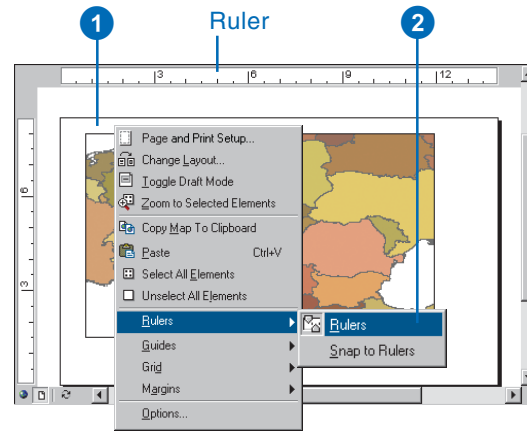 1
Ruler
2
3 6 9 12
6
3
Page and Print Setup...
Change Layout...
Toggle Draft Mode
Zoom to Selected Elements
Copy Map To Clipboard
Paste Ctrl+V
Select All Elements
Unselect All Elements
Rulers
Rulers
Guides
Snap to Rulers
Grid
Margins
Options...